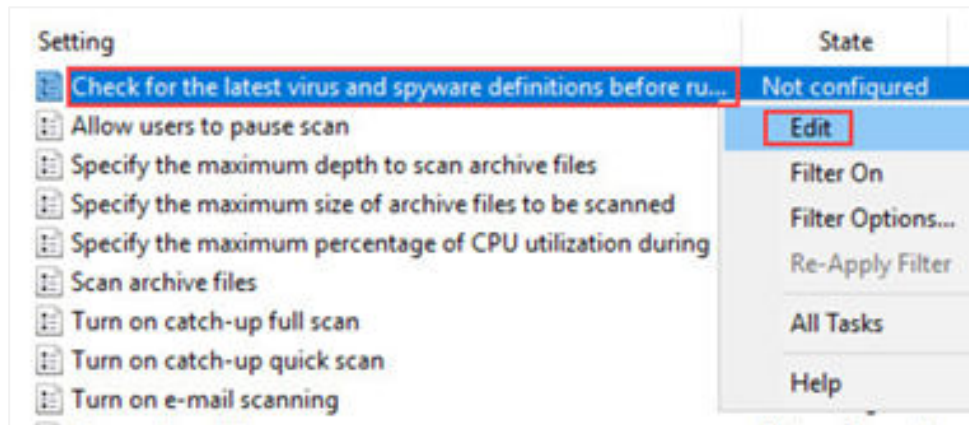 Setting State
Check for the latest virus and spyware definitions before ru... Not configured
Allow users to pause scan Edit
Specify the maximum depth to scan archive files Filter On
Specify the maximum size of archive files to be scanned Filter Options...
Specify the maximum percentage of CPU utilization during Re-Apply Filter
Scan archive files
Turn on catch-up full scan All Tasks
Turn on catch-up quick scan Help
Turn on e-mail scanning